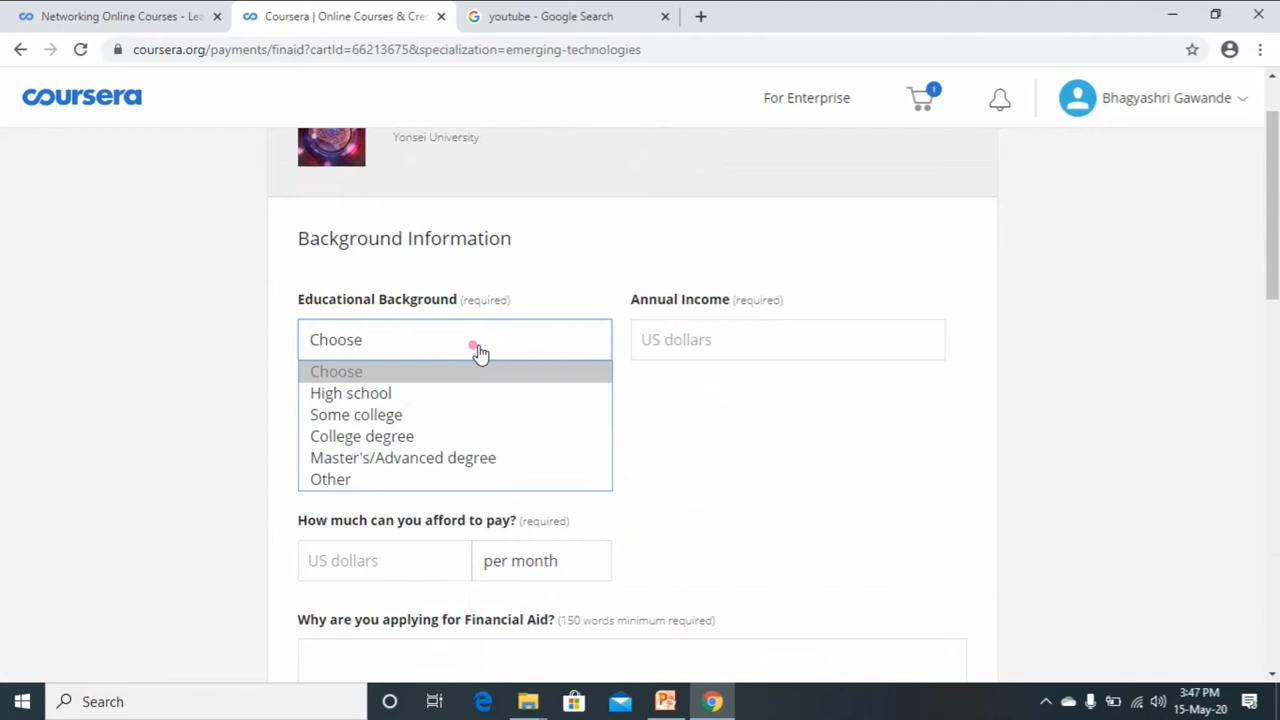 Networking Online Courses - Lea
Coursera | Online Courses & Cre
youtube - Google Search
coursera.org/payments/finaid?cartId=66213675&specialization=emerging-technologies
coursera
For Enterprise
1
Bhagyashri Gawande
Yonsei University
Background Information
Educational Background (required)
Annual Income (required)
Choose
US dollars
Choose
High school
Some college
College degree
Master's/Advanced degree
Other
How much can you afford to pay? (required)
US dollars
per month
Why are you applying for Financial Aid? (150 words minimum required)
Search
3:47 PM
15-May-20